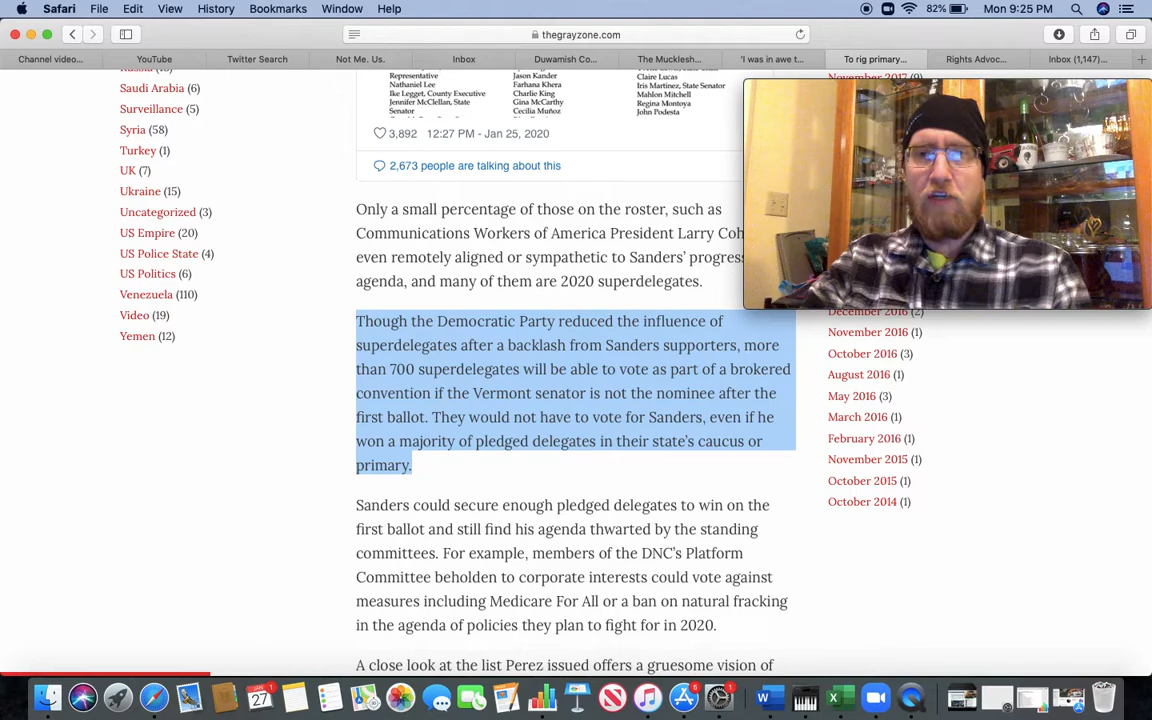 Safari File Edit View History Bookmarks Window Help
82% Mon 9:25 PM
thegrayzone.com
Channel video... YouTube Twitter Search Not Me. Us. Inbox Duwamish Co... The Mucklesh... 'I was in awe t... To rig primary... Rights Advoc... Inbox (1,147)...
Saudi Arabia (6)
Surveillance (5)
Syria (58)
Turkey (1)
UK (7)
Ukraine (15)
Uncategorized (3)
US Empire (20)
US Police State (4)
US Politics (6)
Venezuela (110)
Video (19)
Yemen (12)
Representative
Nathaniel Lee
Ike Legget, County Executive
Jennifer McClellan, State
Senator
Jason Kander
Farhana Khera
Charlie King
Gina McCarthy
Cecilia Muñoz
Claire Lucas
Iris Martinez, State Senator
Mahlon Mitchell
Regina Montoya
John Podesta
3,892 12:27 PM - Jan 25, 2020
2,673 people are talking about this
Only a small percentage of those on the roster, such as
Communications Workers of America President Larry Coh
even remotely aligned or sympathetic to Sanders' progress
agenda, and many of them are 2020 superdelegates.
Though the Democratic Party reduced the influence of
superdelegates after a backlash from Sanders supporters, more
than 700 superdelegates will be able to vote as part of a brokered
convention if the Vermont senator is not the nominee after the
first ballot. They would not have to vote for Sanders, even if he
won a majority of pledged delegates in their state's caucus or
primary.
Sanders could secure enough pledged delegates to win on the
first ballot and still find his agenda thwarted by the standing
committees. For example, members of the DNC's Platform
Committee beholden to corporate interests could vote against
measures including Medicare For All or a ban on natural fracking
in the agenda of policies they plan to fight for in 2020.
A close look at the list Perez issued offers a gruesome vision of
November 2017 (9)
December 2016 (2)
November 2016 (1)
October 2016 (3)
August 2016 (1)
May 2016 (3)
March 2016 (1)
February 2016 (1)
November 2015 (1)
October 2015 (1)
October 2014 (1)
27